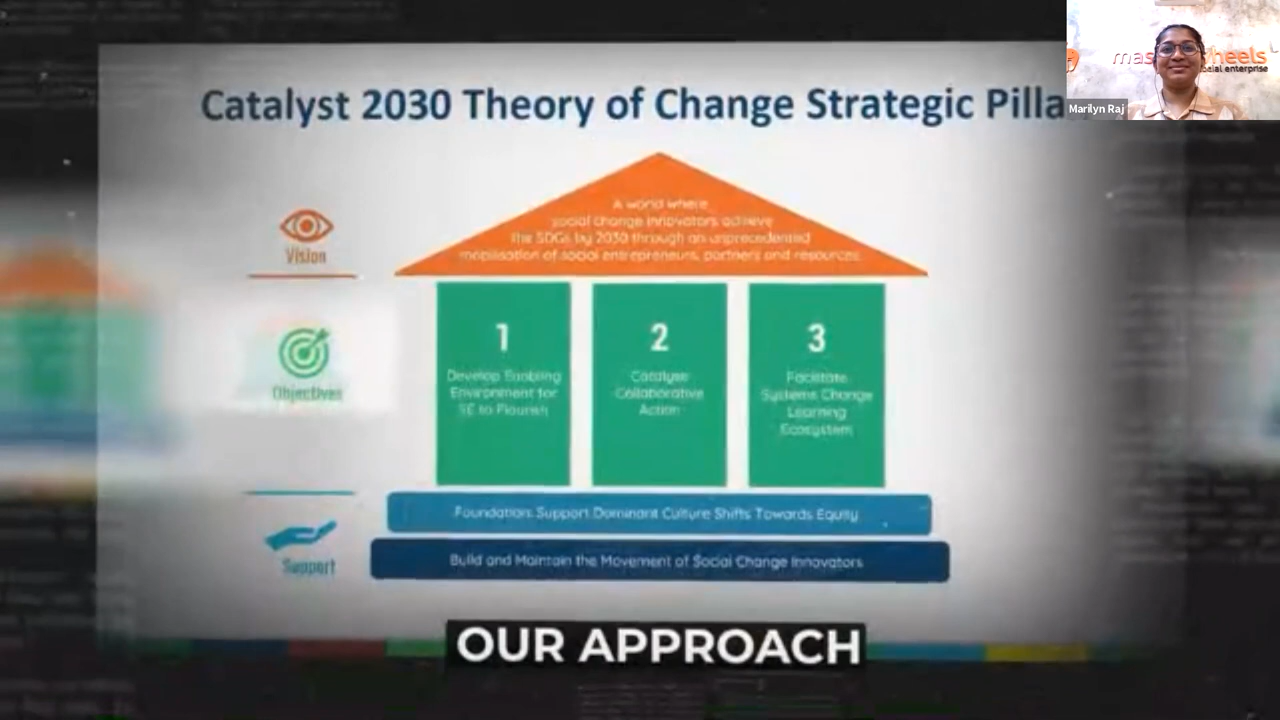 Catalyst 2030 Theory of Change Strategic Pilla
mas heels
social enterprise
Marilyn Raj
A world where
social change innovators achieve
the SDGs by 2030 through an unprecedented
mobilisation of social entrepreneurs, partners and resources
Vision
1
Develop Enabling
Environment for
SE to Flourish
2
Catalyse
Collaborative
Action
3
Facilitate
Systems Change
Learning
Ecosystem
Objectives
Foundation: Support Dominant Culture Shifts Towards Equity
Build and Maintain the Movement of Social Change Innovators
Support
OUR APPROACH